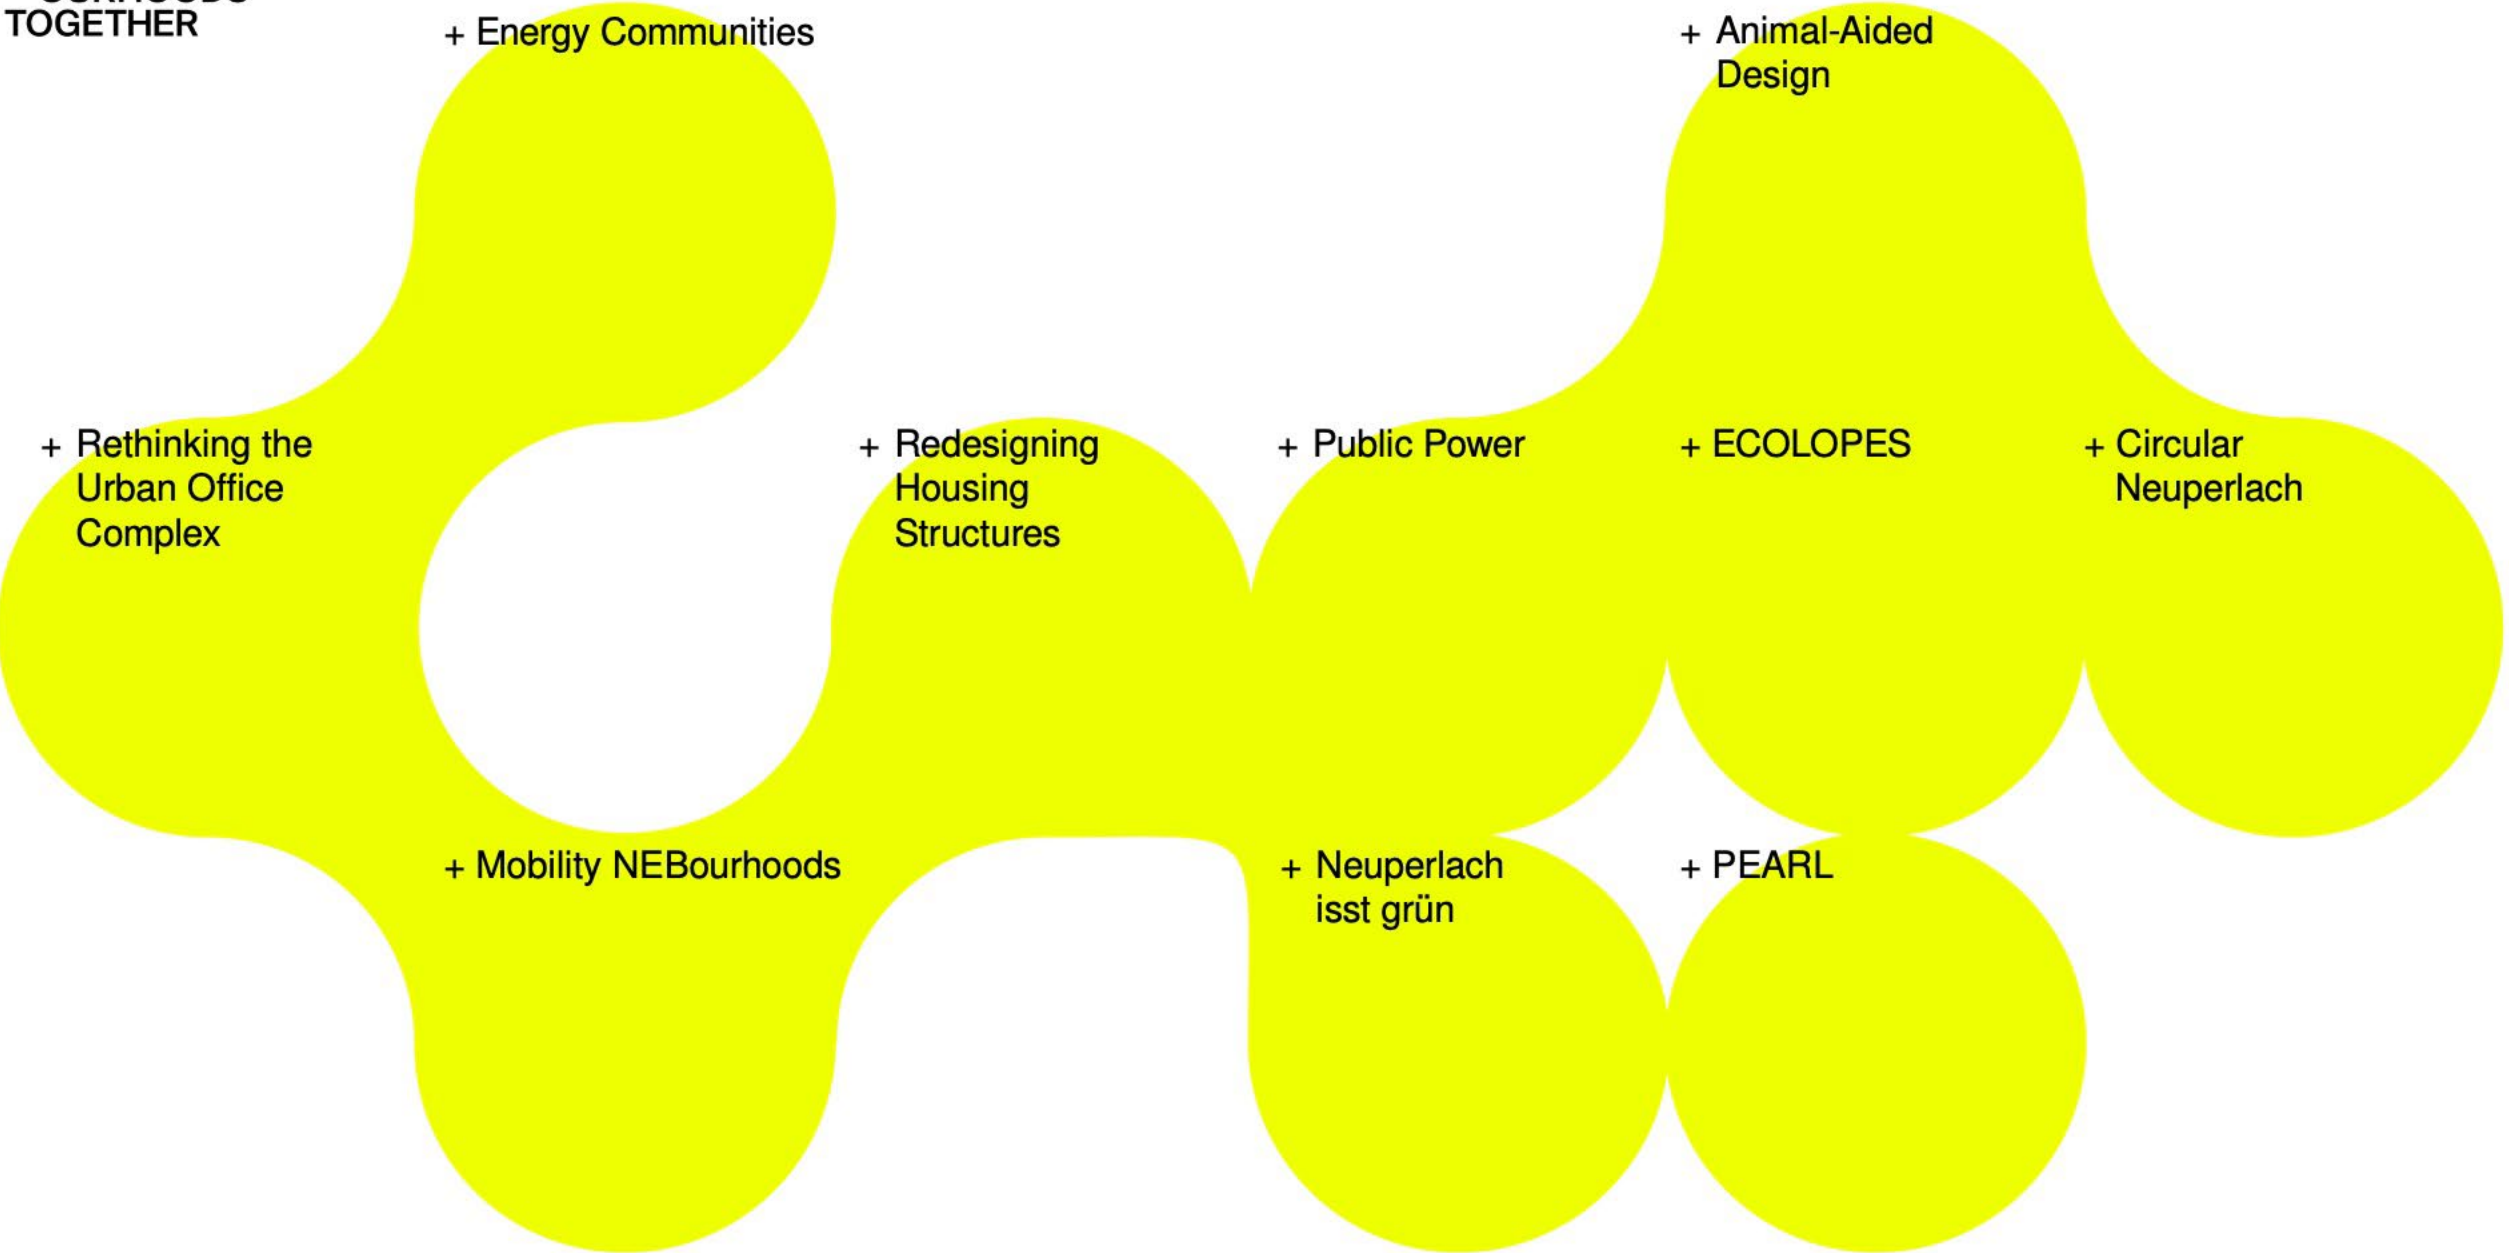 TOGETHER
+ Energy Communities
+ Animal-Aided
Design
+ Rethinking the
Urban Office
Complex
+ Redesigning
Housing
Structures
+ Public Power
+ ECOLOPES
+ Circular
Neuperlach
+ Mobility NEBourhoods
+ Neuperlach
isst grün
+ PEARL